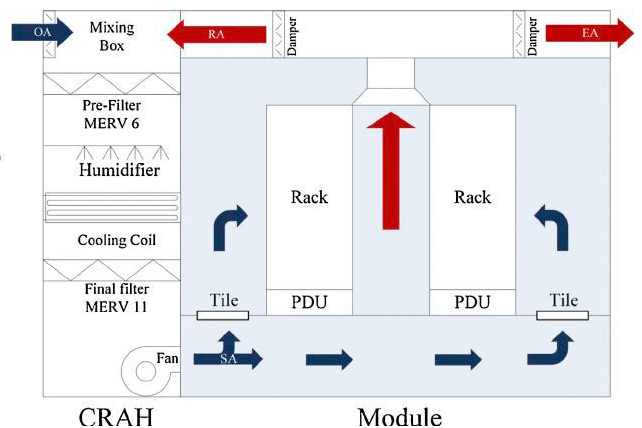 OA
Mixing
Box
RA
Damper
Damper
EA
Pre-Filter
MERV 6
Humidifier
Cooling Coil
Final filter
MERV 11
Fan
SA
Rack
Rack
Tile
PDU
PDU
Tile
CRAH
Module